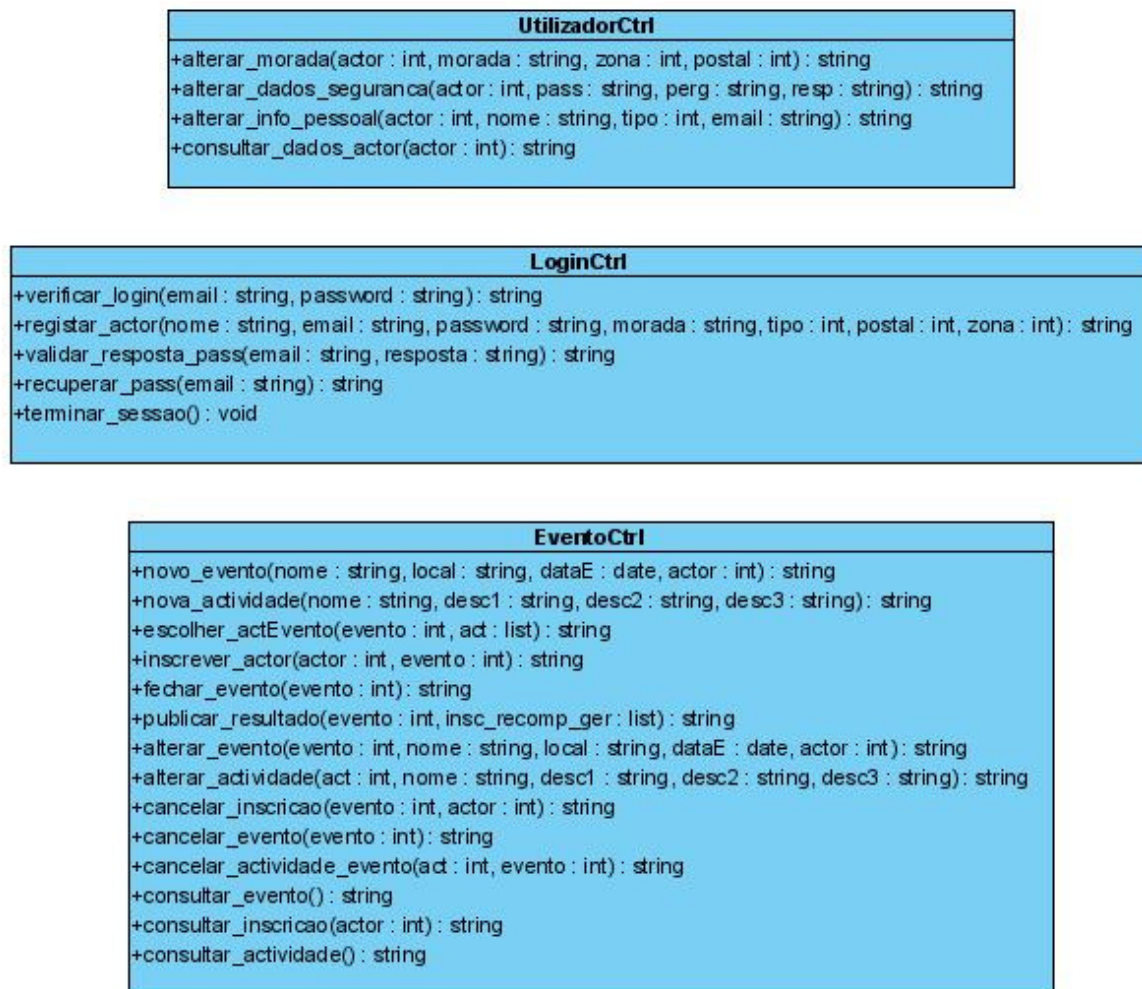 UtilizadorCtrl
+alterar_morada(actor : int, morada : string, zona : int, postal : int) : string
+alterar_dados_seguranca(actor : int, pass : string, perg : string, resp : string) : string
+alterar_info_pessoal(actor : int, nome : string, tipo : int, email : string) : string
+consultar_dados_actor(actor : int) : string
LoginCtrl
+verificar_login(email : string, password : string) : string
+registar_actor(nome : string, email : string, password : string, morada : string, tipo : int, postal : int, zona : int) : string
+validar_resposta_pass(email : string, resposta : string) : string
+recuperar_pass(email : string) : string
+terminar_sessao() : void
EventoCtrl
+novo_evento(nome : string, local : string, dataE : date, actor : int) : string
+nova_actividade(nome : string, desc1 : string, desc2 : string, desc3 : string) : string
+escolher_actEvento(evento : int, act : list) : string
+inscrever_actor(actor : int, evento : int) : string
+fechar_evento(evento : int) : string
+publicar_resultado(evento : int, insc_recomp_ger : list) : string
+alterar_evento(evento : int, nome : string, local : string, dataE : date, actor : int) : string
+alterar_actividade(act : int, nome : string, desc1 : string, desc2 : string, desc3 : string) : string
+cancelar_inscricao(evento : int, actor : int) : string
+cancelar_evento(evento : int) : string
+cancelar_actividade_evento(act : int, evento : int) : string
+consultar_evento() : string
+consultar_inscricao(actor : int) : string
+consultar_actividade() : string